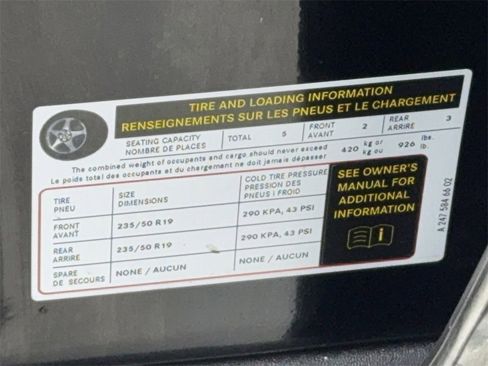 TIRE AND LOADING INFORMATION
RENSEIGNEMENTS SUR LES PNEUS ET LE CHARGEMENT
SEATING CAPACITY
NOMBRE DE PLACES
TOTAL 5
FRONT
AVANT 2
REAR
ARRIÈRE 3
The combined weight of occupants and cargo should never exceed 420 kg or 926 lbs.
Le poids total des occupants et du chargement ne doit jamais dépasser kg ou lb.
TIRE
PNEU
SIZE
DIMENSIONS
COLD TIRE PRESSURE
PRESSION DES
PNEUS À FROID
FRONT
AVANT
235/50 R19
290 KPA, 43 PSI
REAR
ARRIÈRE
235/50 R19
290 KPA, 43 PSI
SPARE
DE SECOURS
NONE / AUCUN
NONE / AUCUN
SEE OWNER'S
MANUAL FOR
ADDITIONAL
INFORMATION
A 247 584 66 02